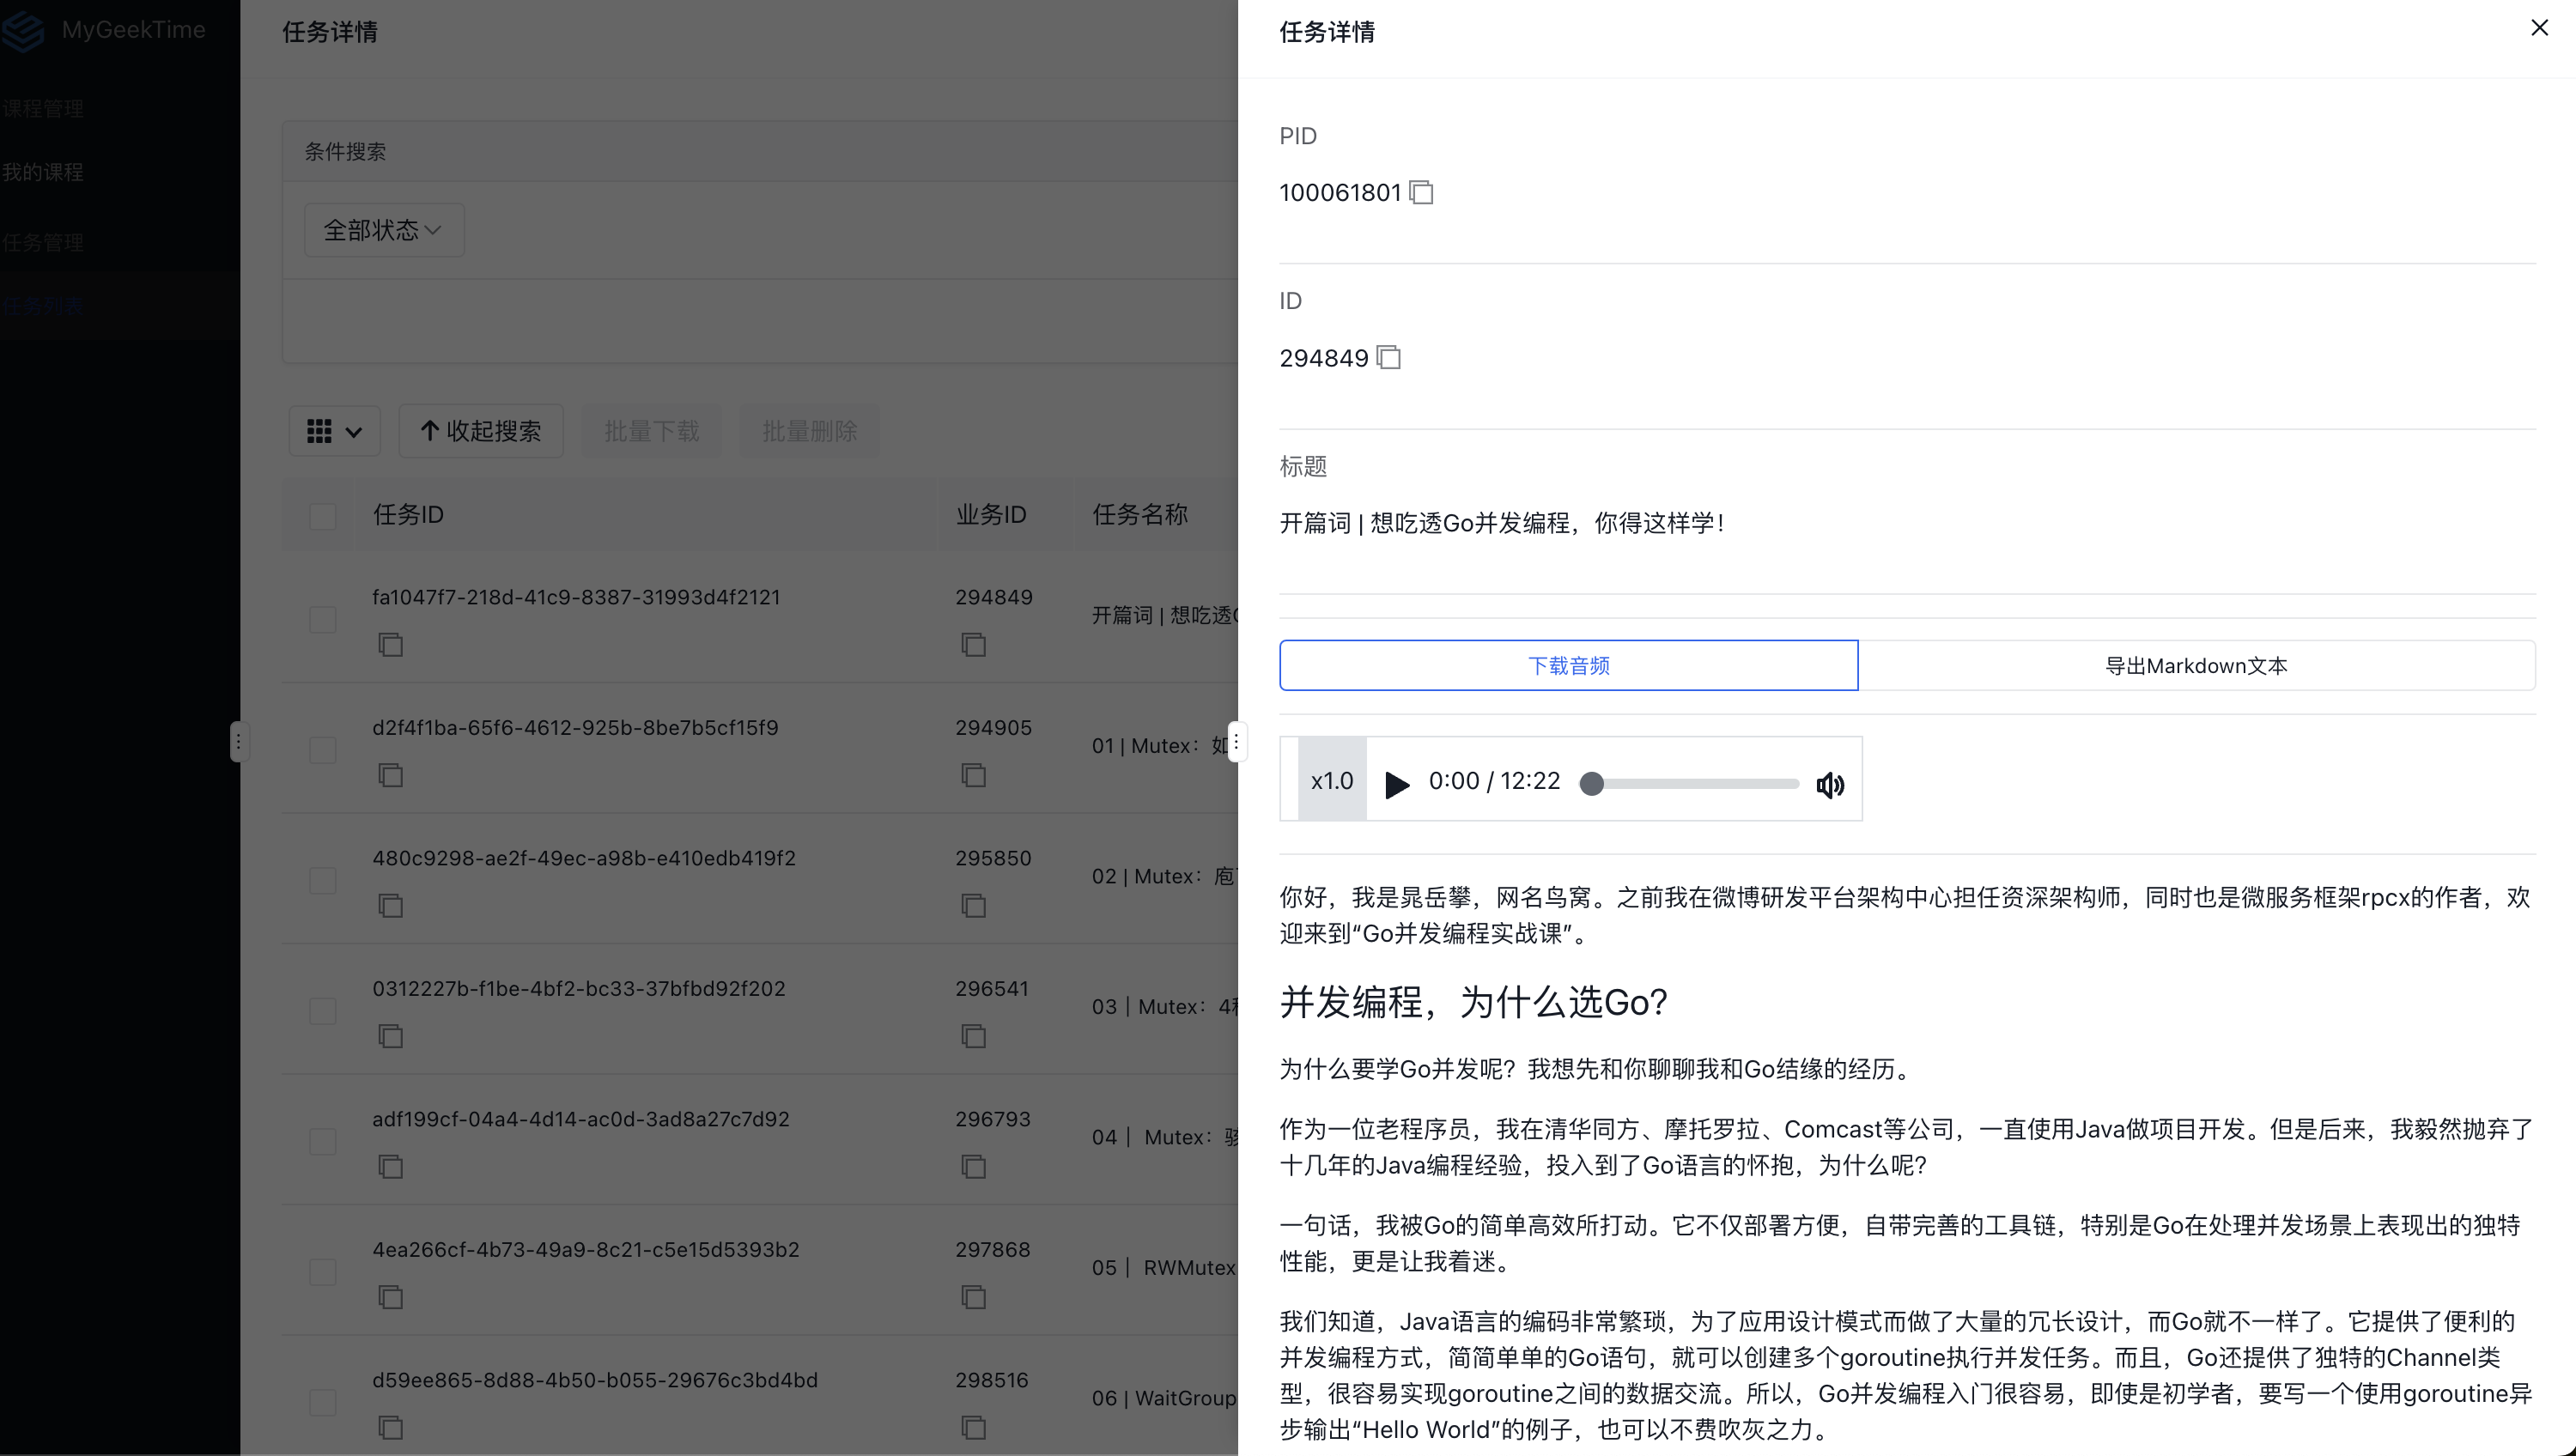 MyGeekTime
课程管理
我的课程
任务管理
任务列表
任务详情
条件搜索
全部状态
收起搜索
批量下载
批量删除
任务ID
业务ID
任务名称
fa1047f7-218d-41c9-8387-31993d4f2121
294849
开篇词 | 想吃透
d2f4f1ba-65f6-4612-925b-8be7b5cf15f9
294905
01 | Mutex：如
480c9298-ae2f-49ec-a98b-e410edb419f2
295850
02 | Mutex：庖
0312227b-f1be-4bf2-bc33-37bfbd92f202
296541
03｜Mutex：4
adf199cf-04a4-4d14-ac0d-3ad8a27c7d92
296793
04｜ Mutex：
4ea266cf-4b73-49a9-8c21-c5e15d5393b2
297868
05｜ RWMutex
d59ee865-8d88-4b50-b055-29676c3bd4bd
298516
06 | WaitGroup
任务详情
PID
100061801
ID
294849
标题
开篇词 | 想吃透Go并发编程，你得这样学！
下载音频
导出Markdown文本
x1.0
0:00 / 12:22
你好，我是晁岳攀，网名鸟窝。之前我在微博研发平台架构中心担任资深架构师，同时也是微服务框架rpcx的作者，欢
迎来到“Go并发编程实战课”。
并发编程，为什么选Go？
为什么要学Go并发呢？我想先和你聊聊我和Go结缘的经历。
作为一位老程序员，我在清华同方、摩托罗拉、Comcast等公司，一直使用Java做项目开发。但是后来，我毅然抛弃了
十几年的Java编程经验，投入到了Go语言的怀抱，为什么呢？
一句话，我被Go的简单高效所打动。它不仅部署方便，自带完善的工具链，特别是Go在处理并发场景上表现出的独特
性能，更是让我着迷。
我们知道，Java语言的编码非常繁琐，为了应用设计模式而做了大量的冗长设计，而Go就不一样了。它提供了便利的
并发编程方式，简简单单的Go语句，就可以创建多个goroutine执行并发任务。而且，Go还提供了独特的Channel类
型，很容易实现goroutine之间的数据交流。所以，Go并发编程入门很容易，即使是初学者，要写一个使用goroutine异
步输出“Hello World”的例子，也可以不费吹灰之力。